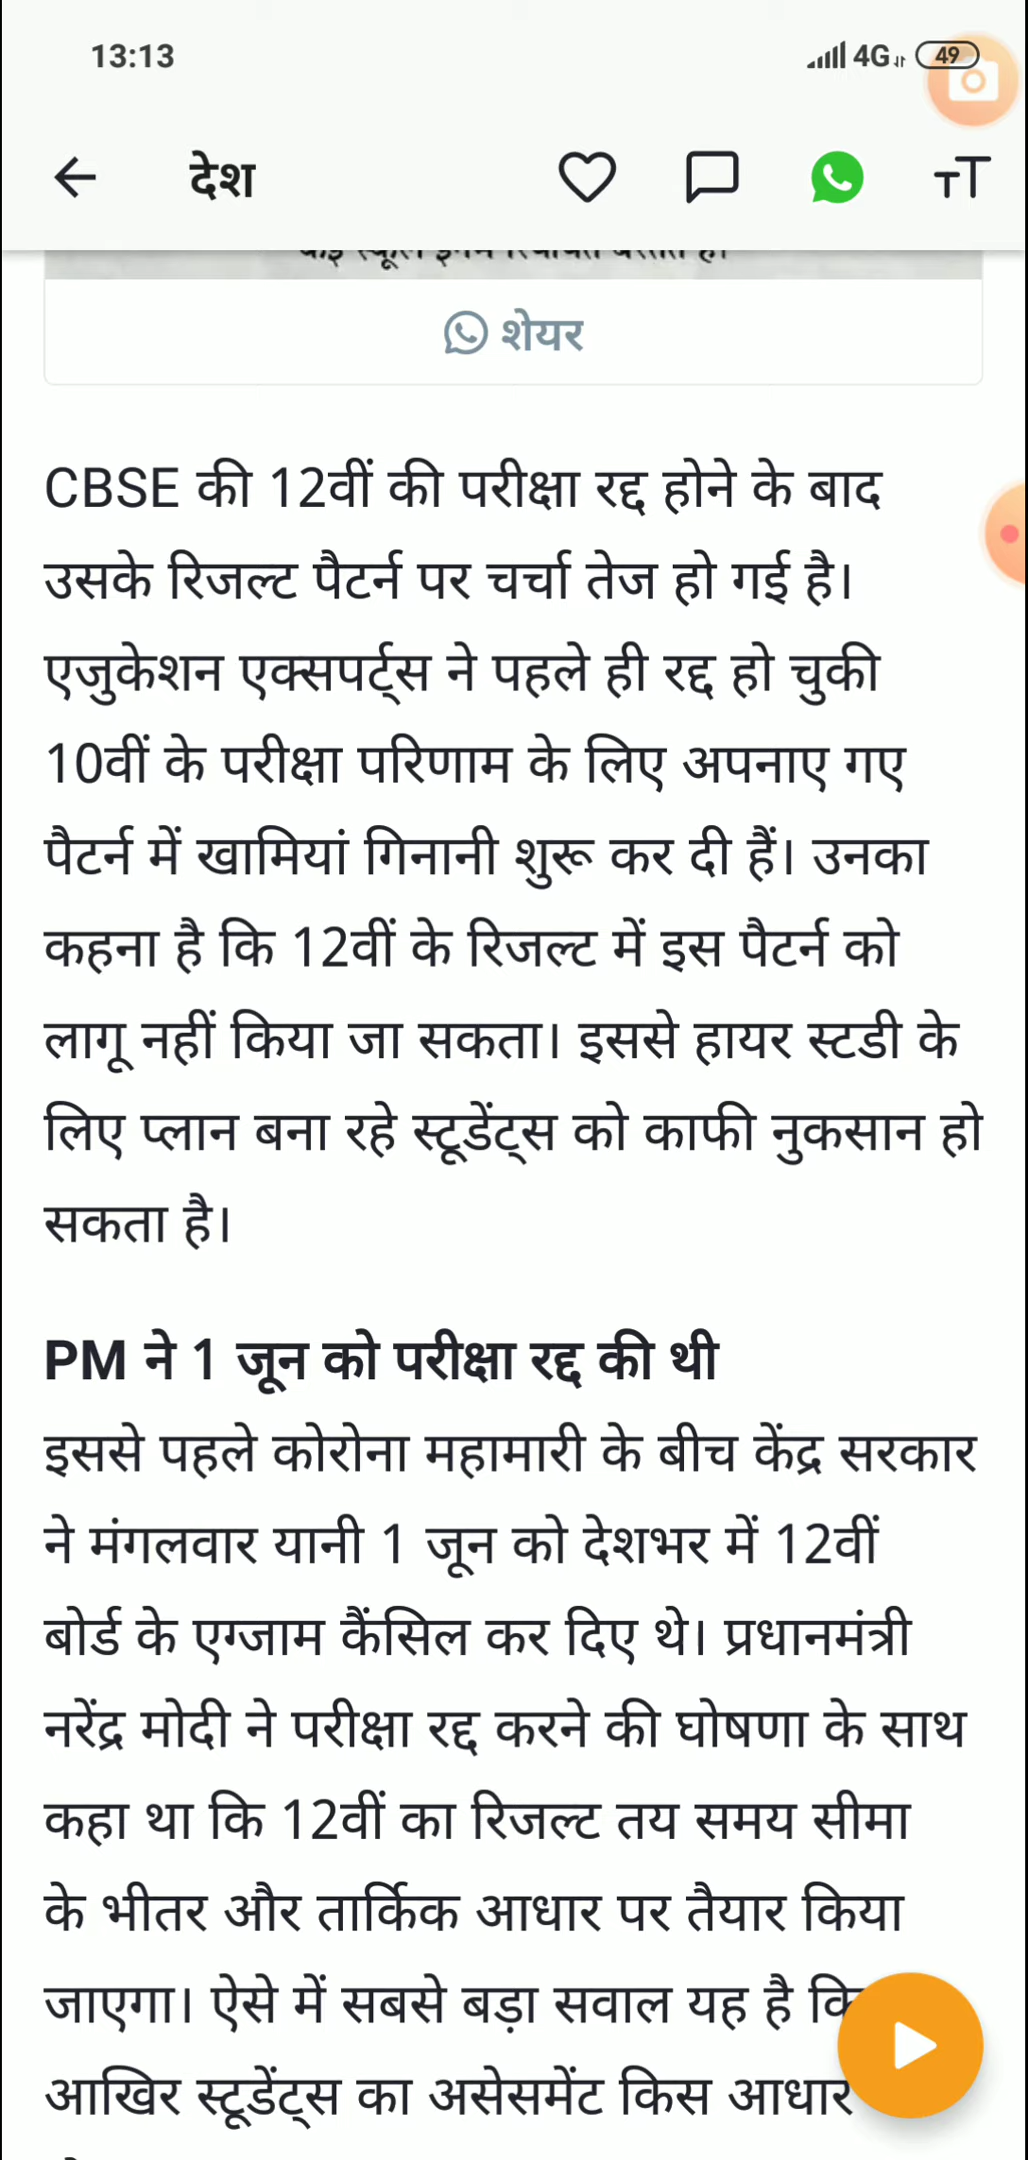 13:13
4G 49
देश
TT
शेयर
CBSE की 12वीं की परीक्षा रद्द होने के बाद
उसके रिजल्ट पैटर्न पर चर्चा तेज हो गई है।
एजुकेशन एक्सपर्ट्स ने पहले ही रद्द हो चुकी
10वीं के परीक्षा परिणाम के लिए अपनाए गए
पैटर्न में खामियां गिनानी शुरू कर दी हैं। उनका
कहना है कि 12वीं के रिजल्ट में इस पैटर्न को
लागू नहीं किया जा सकता। इससे हायर स्टडी के
लिए प्लान बना रहे स्टूडेंट्स को काफी नुकसान हो
सकता है।
PM ने 1 जून को परीक्षा रद्द की थी
इससे पहले कोरोना महामारी के बीच केंद्र सरकार
ने मंगलवार यानी 1 जून को देशभर में 12वीं
बोर्ड के एग्जाम कैंसिल कर दिए थे। प्रधानमंत्री
नरेंद्र मोदी ने परीक्षा रद्द करने की घोषणा के साथ
कहा था कि 12वीं का रिजल्ट तय समय सीमा
के भीतर और तार्किक आधार पर तैयार किया
जाएगा। ऐसे में सबसे बड़ा सवाल यह है कि
आखिर स्टूडेंट्स का असेसमेंट किस आधार